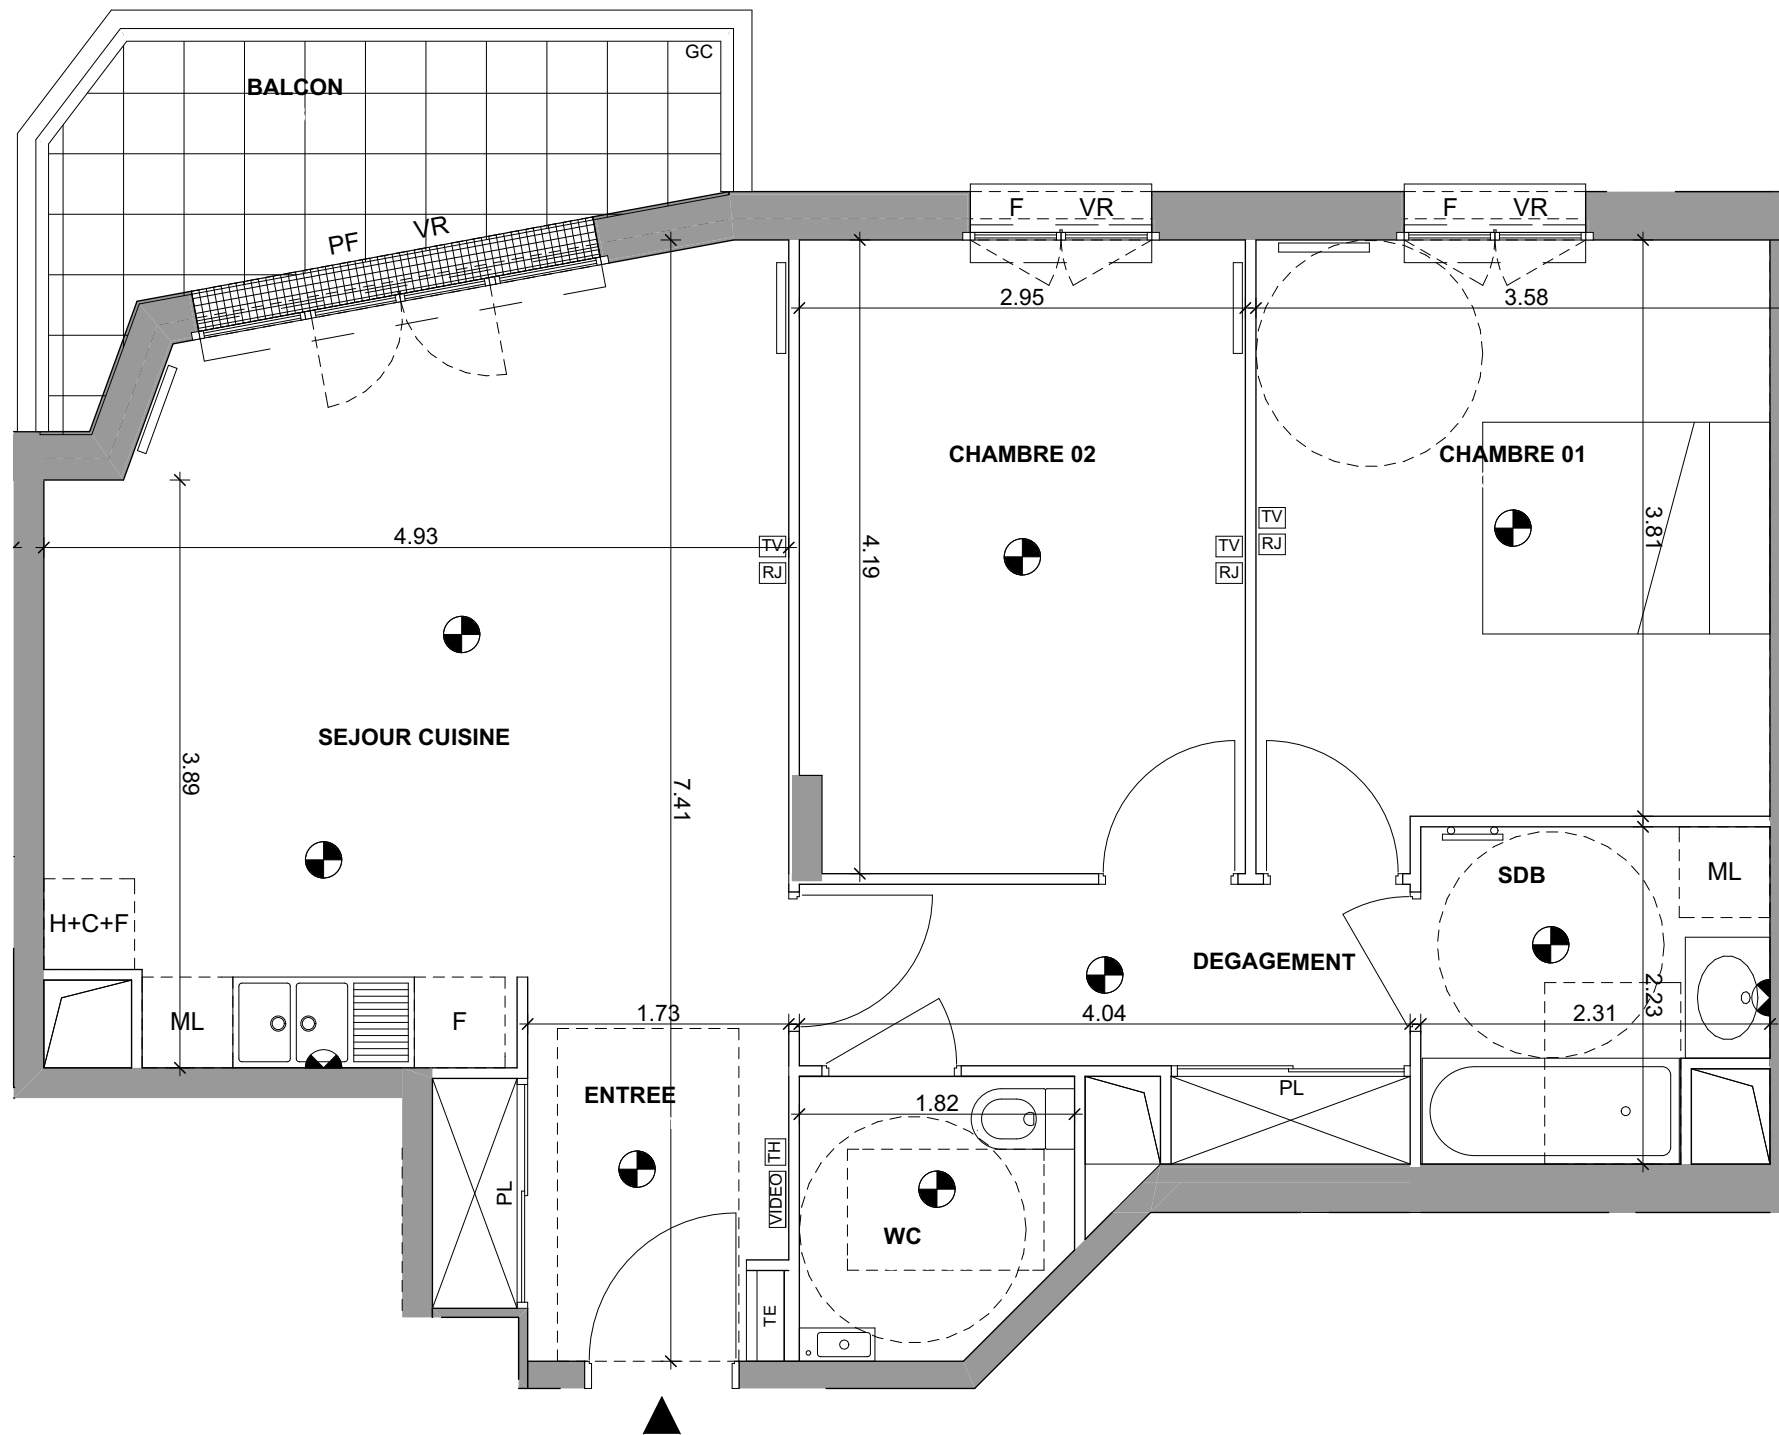 GC
BALCON
PF
VR
F
VR
F
VR
2.95
3.58
CHAMBRE 02
CHAMBRE 01
4.93
TV
RJ
4.19
TV
RJ
TV
RJ
3.81
SEJOUR CUISINE
3.89
7.41
H+C+F
ML
F
SDB
ML
DEGAGEMENT
1.73
4.04
2.31
2.23
ENTREE
1.82
PL
PL
TH
VIDEO
WC
TE